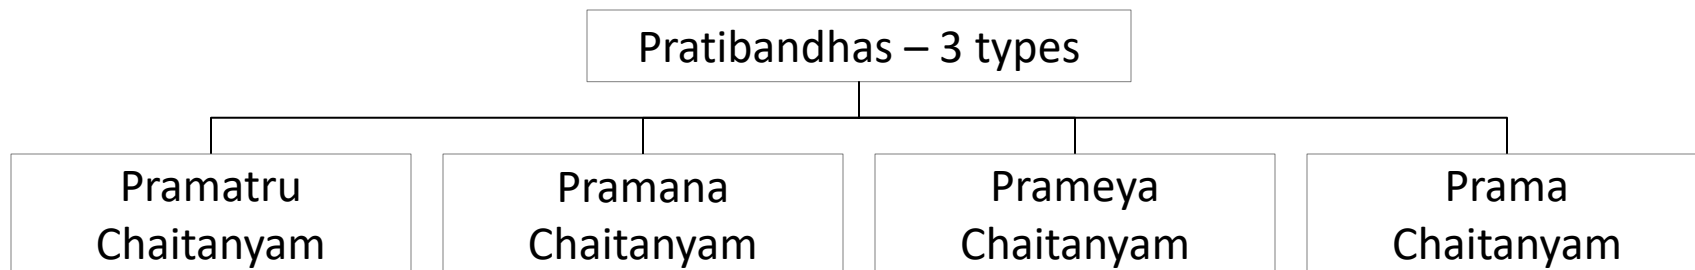 Pratibandhas – 3 types
Pramatru
Chaitanyam
Pramana
Chaitanyam
Prameya
Chaitanyam
Prama
Chaitanyam